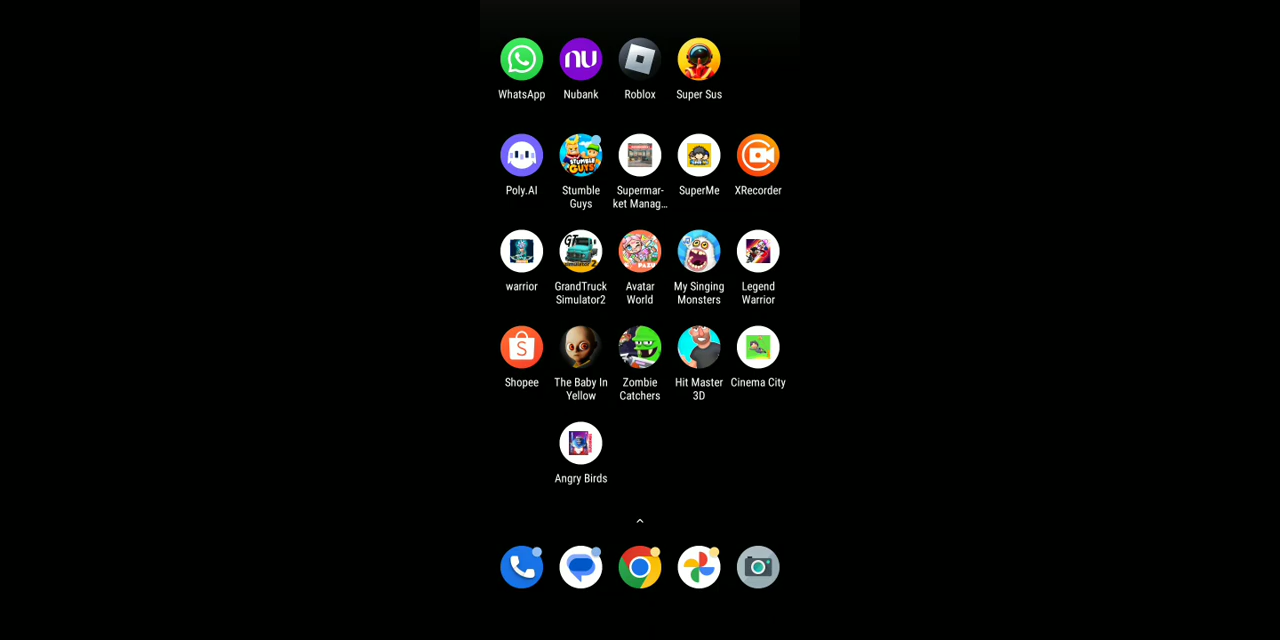 WhatsApp
Nubank
Roblox
Super Sus
Poly.AI
Stumble
Guys
Supermar-
ket Manag...
SuperMe
XRecorder
warrior
GrandTruck
Simulator2
Avatar
World
My Singing
Monsters
Legend
Warrior
Shopee
The Baby In
Yellow
Zombie
Catchers
Hit Master
3D
Cinema City
Angry Birds